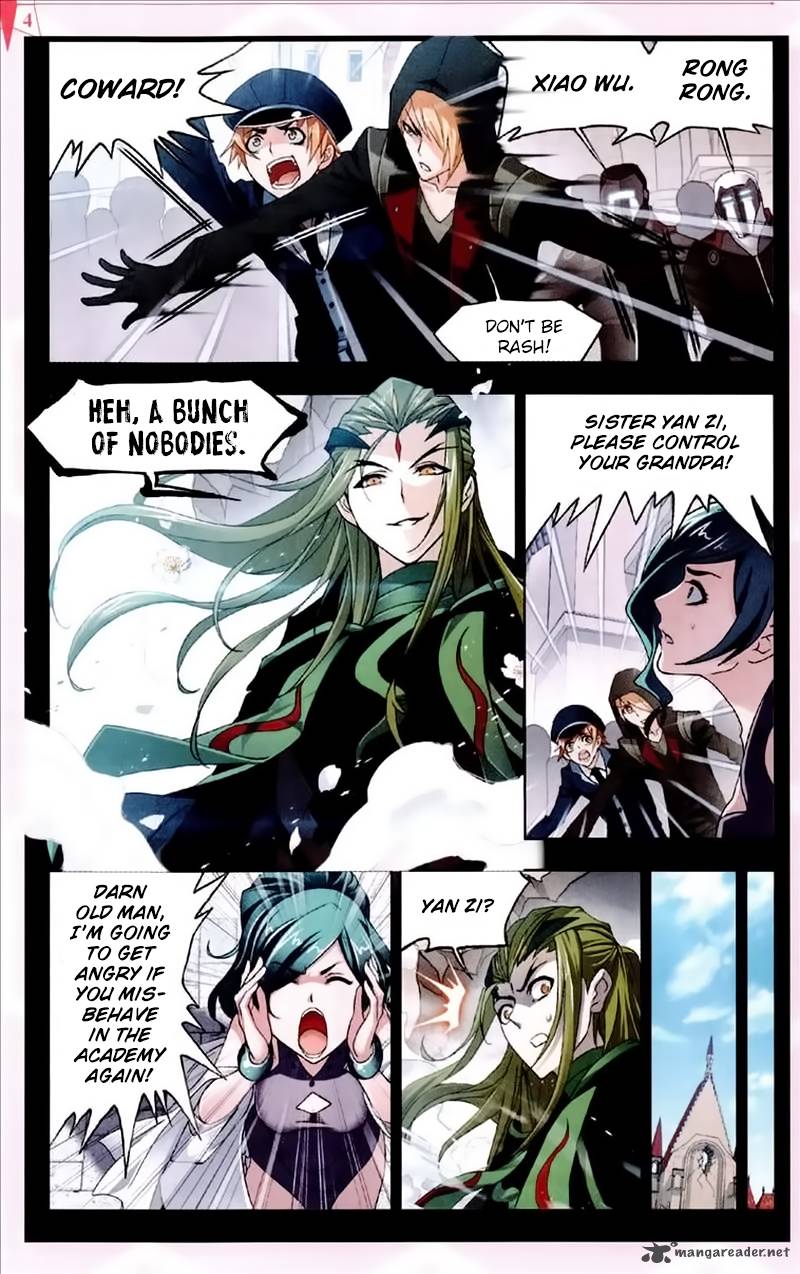 4
COWARD!
XIAO WU.
RONG
RONG.
DON'T BE
RASH!
HEH, A BUNCH
OF NOBODIES.
SISTER YAN ZI,
PLEASE CONTROL
YOUR GRANDPA!
DARN
OLD MAN,
I'M GOING
TO GET
ANGRY IF
YOU MIS-
BEHAVE
IN THE
ACADEMY
AGAIN!
YAN ZI?
mangareader.net